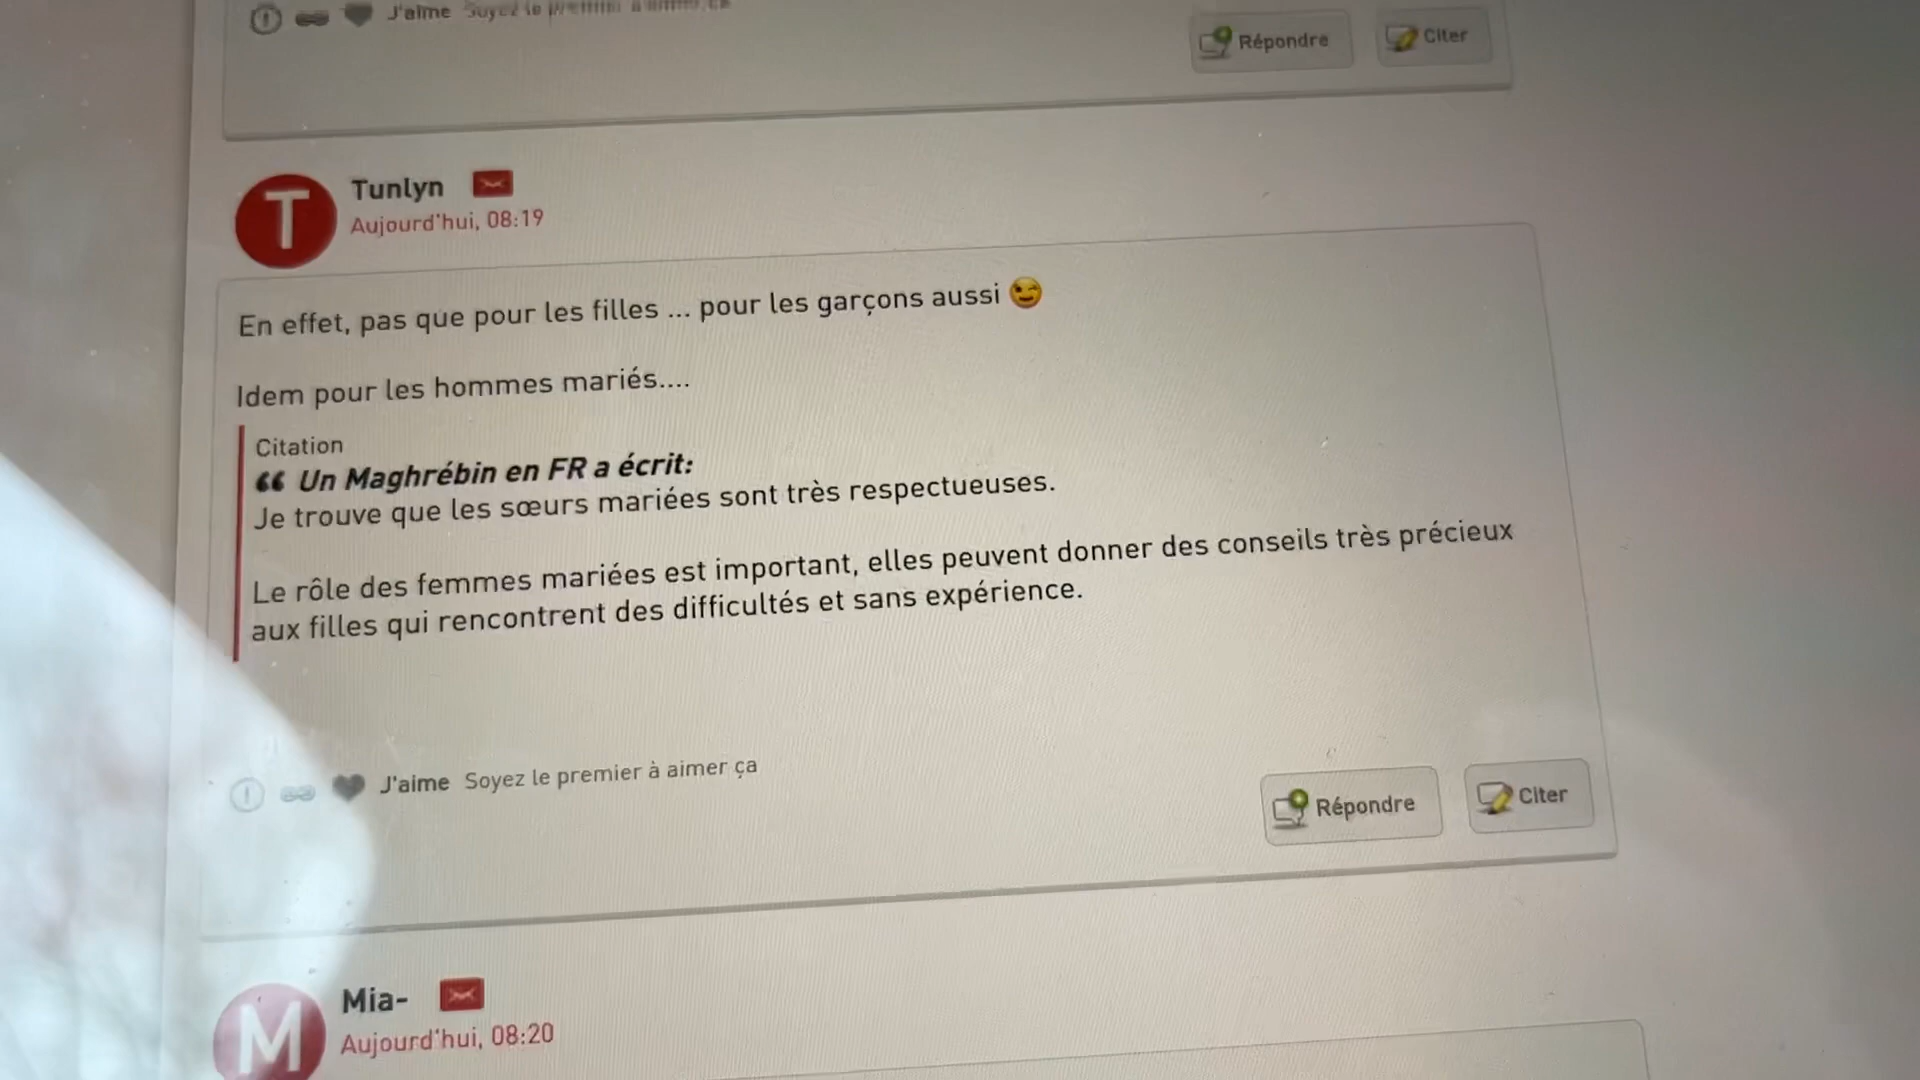 J'aime Soyez le premier à aimer ça
Répondre Citer
T
Tunlyn
Aujourd'hui, 08:19
En effet, pas que pour les filles ... pour les garçons aussi 😉
Idem pour les hommes mariés....
Citation
“ Un Maghrébin en FR a écrit:
Je trouve que les sœurs mariées sont très respectueuses.
Le rôle des femmes mariées est important, elles peuvent donner des conseils très précieux
aux filles qui rencontrent des difficultés et sans expérience.
J'aime Soyez le premier à aimer ça
Répondre Citer
M
Mia-
Aujourd'hui, 08:20